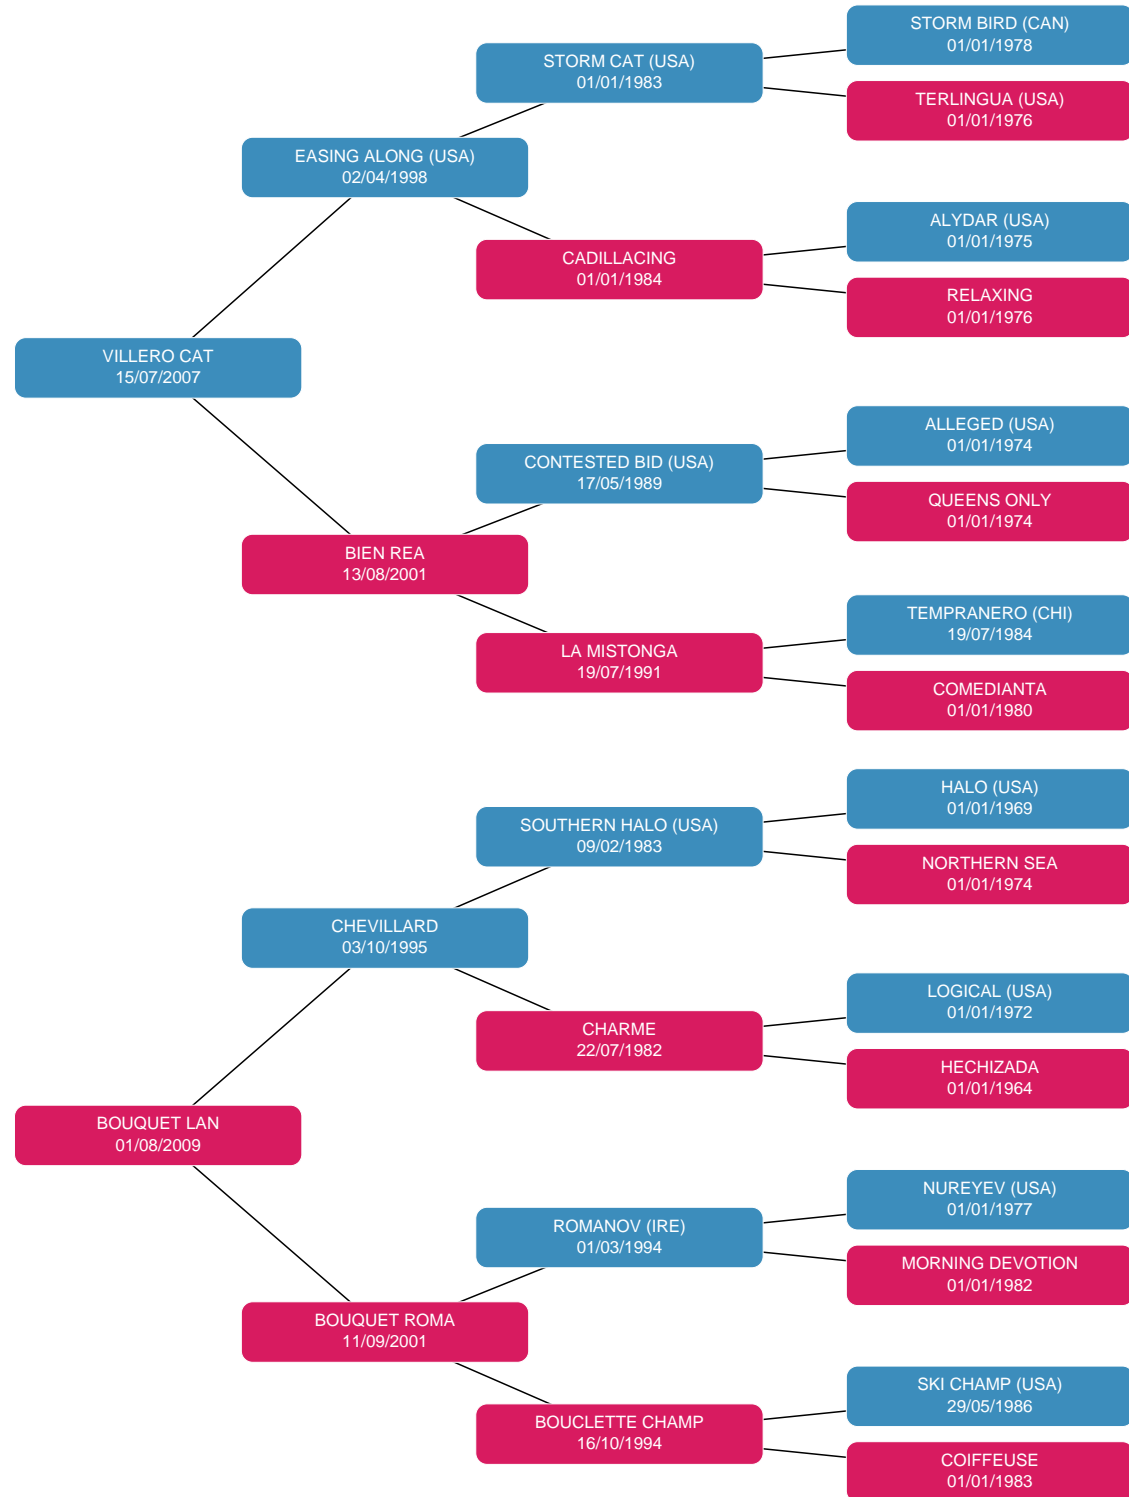 STORM BIRD (CAN)
01/01/1978
STORM CAT (USA)
01/01/1983
TERLINGUA (USA)
01/01/1976
EASING ALONG (USA)
02/04/1998
ALYDAR (USA)
01/01/1975
CADILLACING
01/01/1984
RELAXING
01/01/1976
VILLERO CAT
15/07/2007
ALLEGED (USA)
01/01/1974
CONTESTED BID (USA)
17/05/1989
QUEENS ONLY
01/01/1974
BIEN REA
13/08/2001
TEMPRANERO (CHI)
19/07/1984
LA MISTONGA
19/07/1991
COMEDIANTA
01/01/1980
HALO (USA)
01/01/1969
SOUTHERN HALO (USA)
09/02/1983
NORTHERN SEA
01/01/1974
CHEVILLARD
03/10/1995
LOGICAL (USA)
01/01/1972
CHARME
22/07/1982
HECHIZADA
01/01/1964
BOUQUET LAN
01/08/2009
NUREYEV (USA)
01/01/1977
ROMANOV (IRE)
01/03/1994
MORNING DEVOTION
01/01/1982
BOUQUET ROMA
11/09/2001
SKI CHAMP (USA)
29/05/1986
BOUCLETTE CHAMP
16/10/1994
COIFFEUSE
01/01/1983